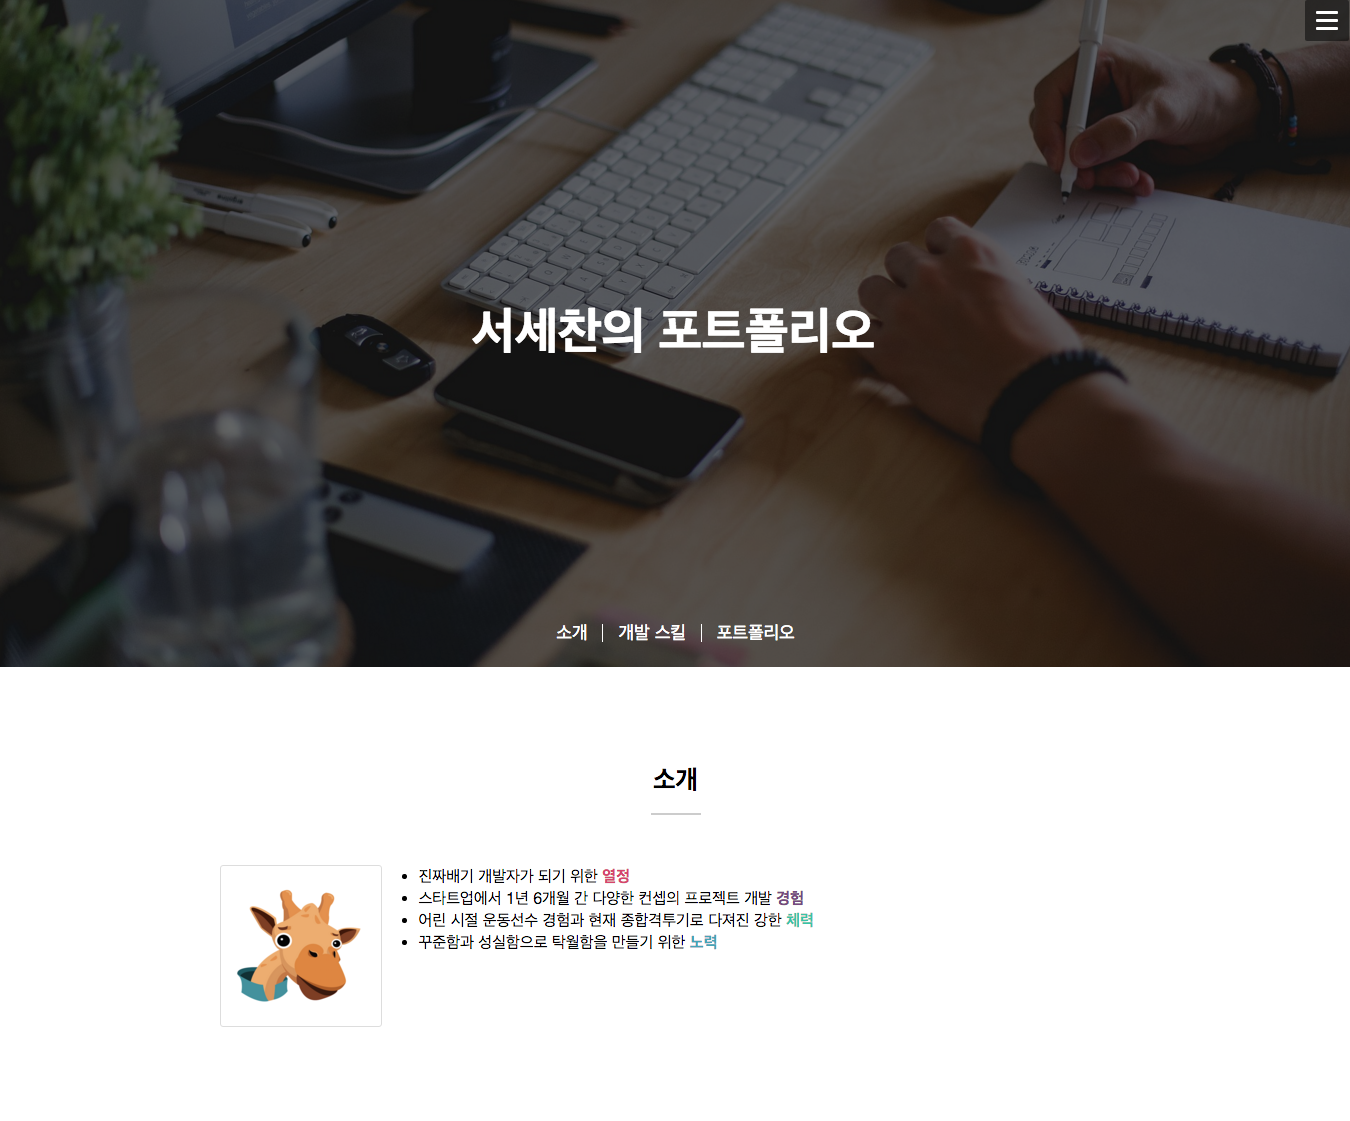 서세찬의 포트폴리오
소개 | 개발 스킬 | 포트폴리오
소개
진짜배기 개발자가 되기 위한 열정
스타트업에서 1년 6개월 간 다양한 컨셉의 프로젝트 개발 경험
어린 시절 운동선수 경험과 현재 종합격투기로 다져진 강한 체력
꾸준함과 성실함으로 탁월함을 만들기 위한 노력